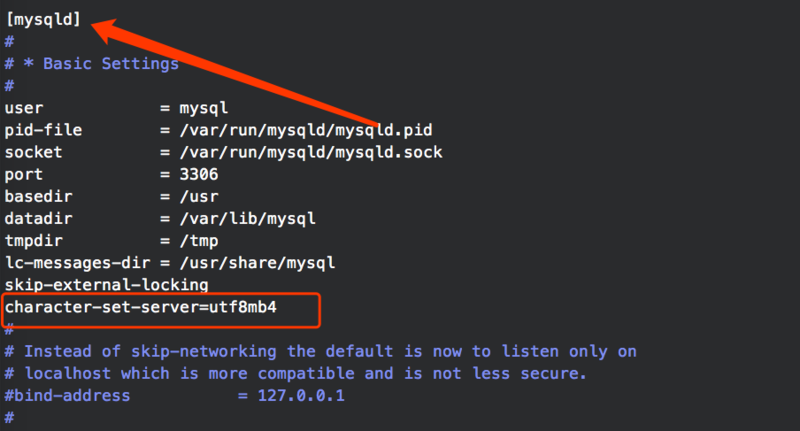 [mysqld]
#
# * Basic Settings
#
user = mysql
pid-file = /var/run/mysqld/mysqld.pid
socket = /var/run/mysqld/mysqld.sock
port = 3306
basedir = /usr
datadir = /var/lib/mysql
tmpdir = /tmp
lc-messages-dir = /usr/share/mysql
skip-external-locking
character-set-server=utf8mb4
#
# Instead of skip-networking the default is now to listen only on
# localhost which is more compatible and is not less secure.
#bind-address = 127.0.0.1
#